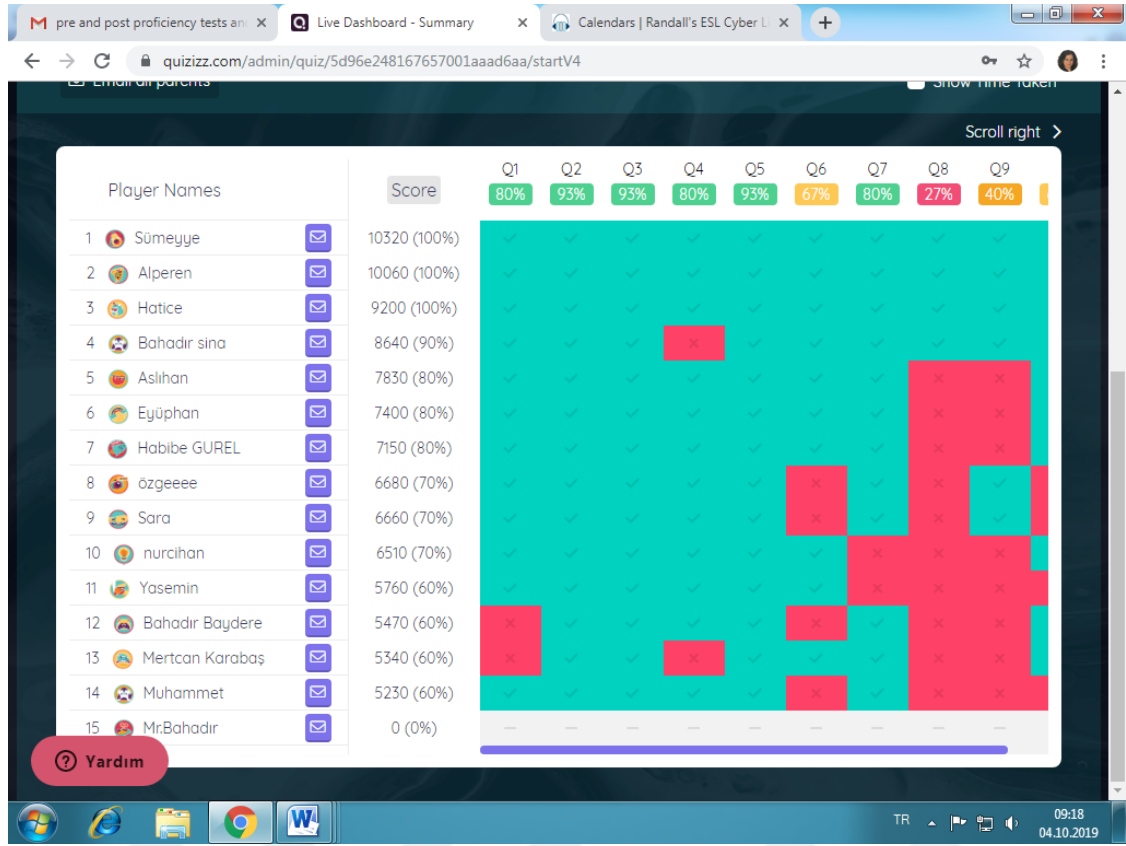 pre and post proficiency tests an
Live Dashboard - Summary
Calendars | Randall's ESL Cyber L
quizizz.com/admin/quiz/5d96e248167657001aaad6aa/startV4
Email all parents
Show Time Taken
Scroll right
Player Names Score Q1 Q2 Q3 Q4 Q5 Q6 Q7 Q8 Q9
80% 93% 93% 80% 93% 67% 80% 27% 40%
1 Sümeyye 10320 (100%)
2 Alperen 10060 (100%)
3 Hatice 9200 (100%)
4 Bahadır sina 8640 (90%)
5 Aslıhan 7830 (80%)
6 Eyüphan 7400 (80%)
7 Habibe GUREL 7150 (80%)
8 özgeeee 6680 (70%)
9 Sara 6660 (70%)
10 nurcihan 6510 (70%)
11 Yasemin 5760 (60%)
12 Bahadır Baydere 5470 (60%)
13 Mertcan Karabaş 5340 (60%)
14 Muhammet 5230 (60%)
15 Mr.Bahadır 0 (0%)
Yardım
TR 09:18
04.10.2019